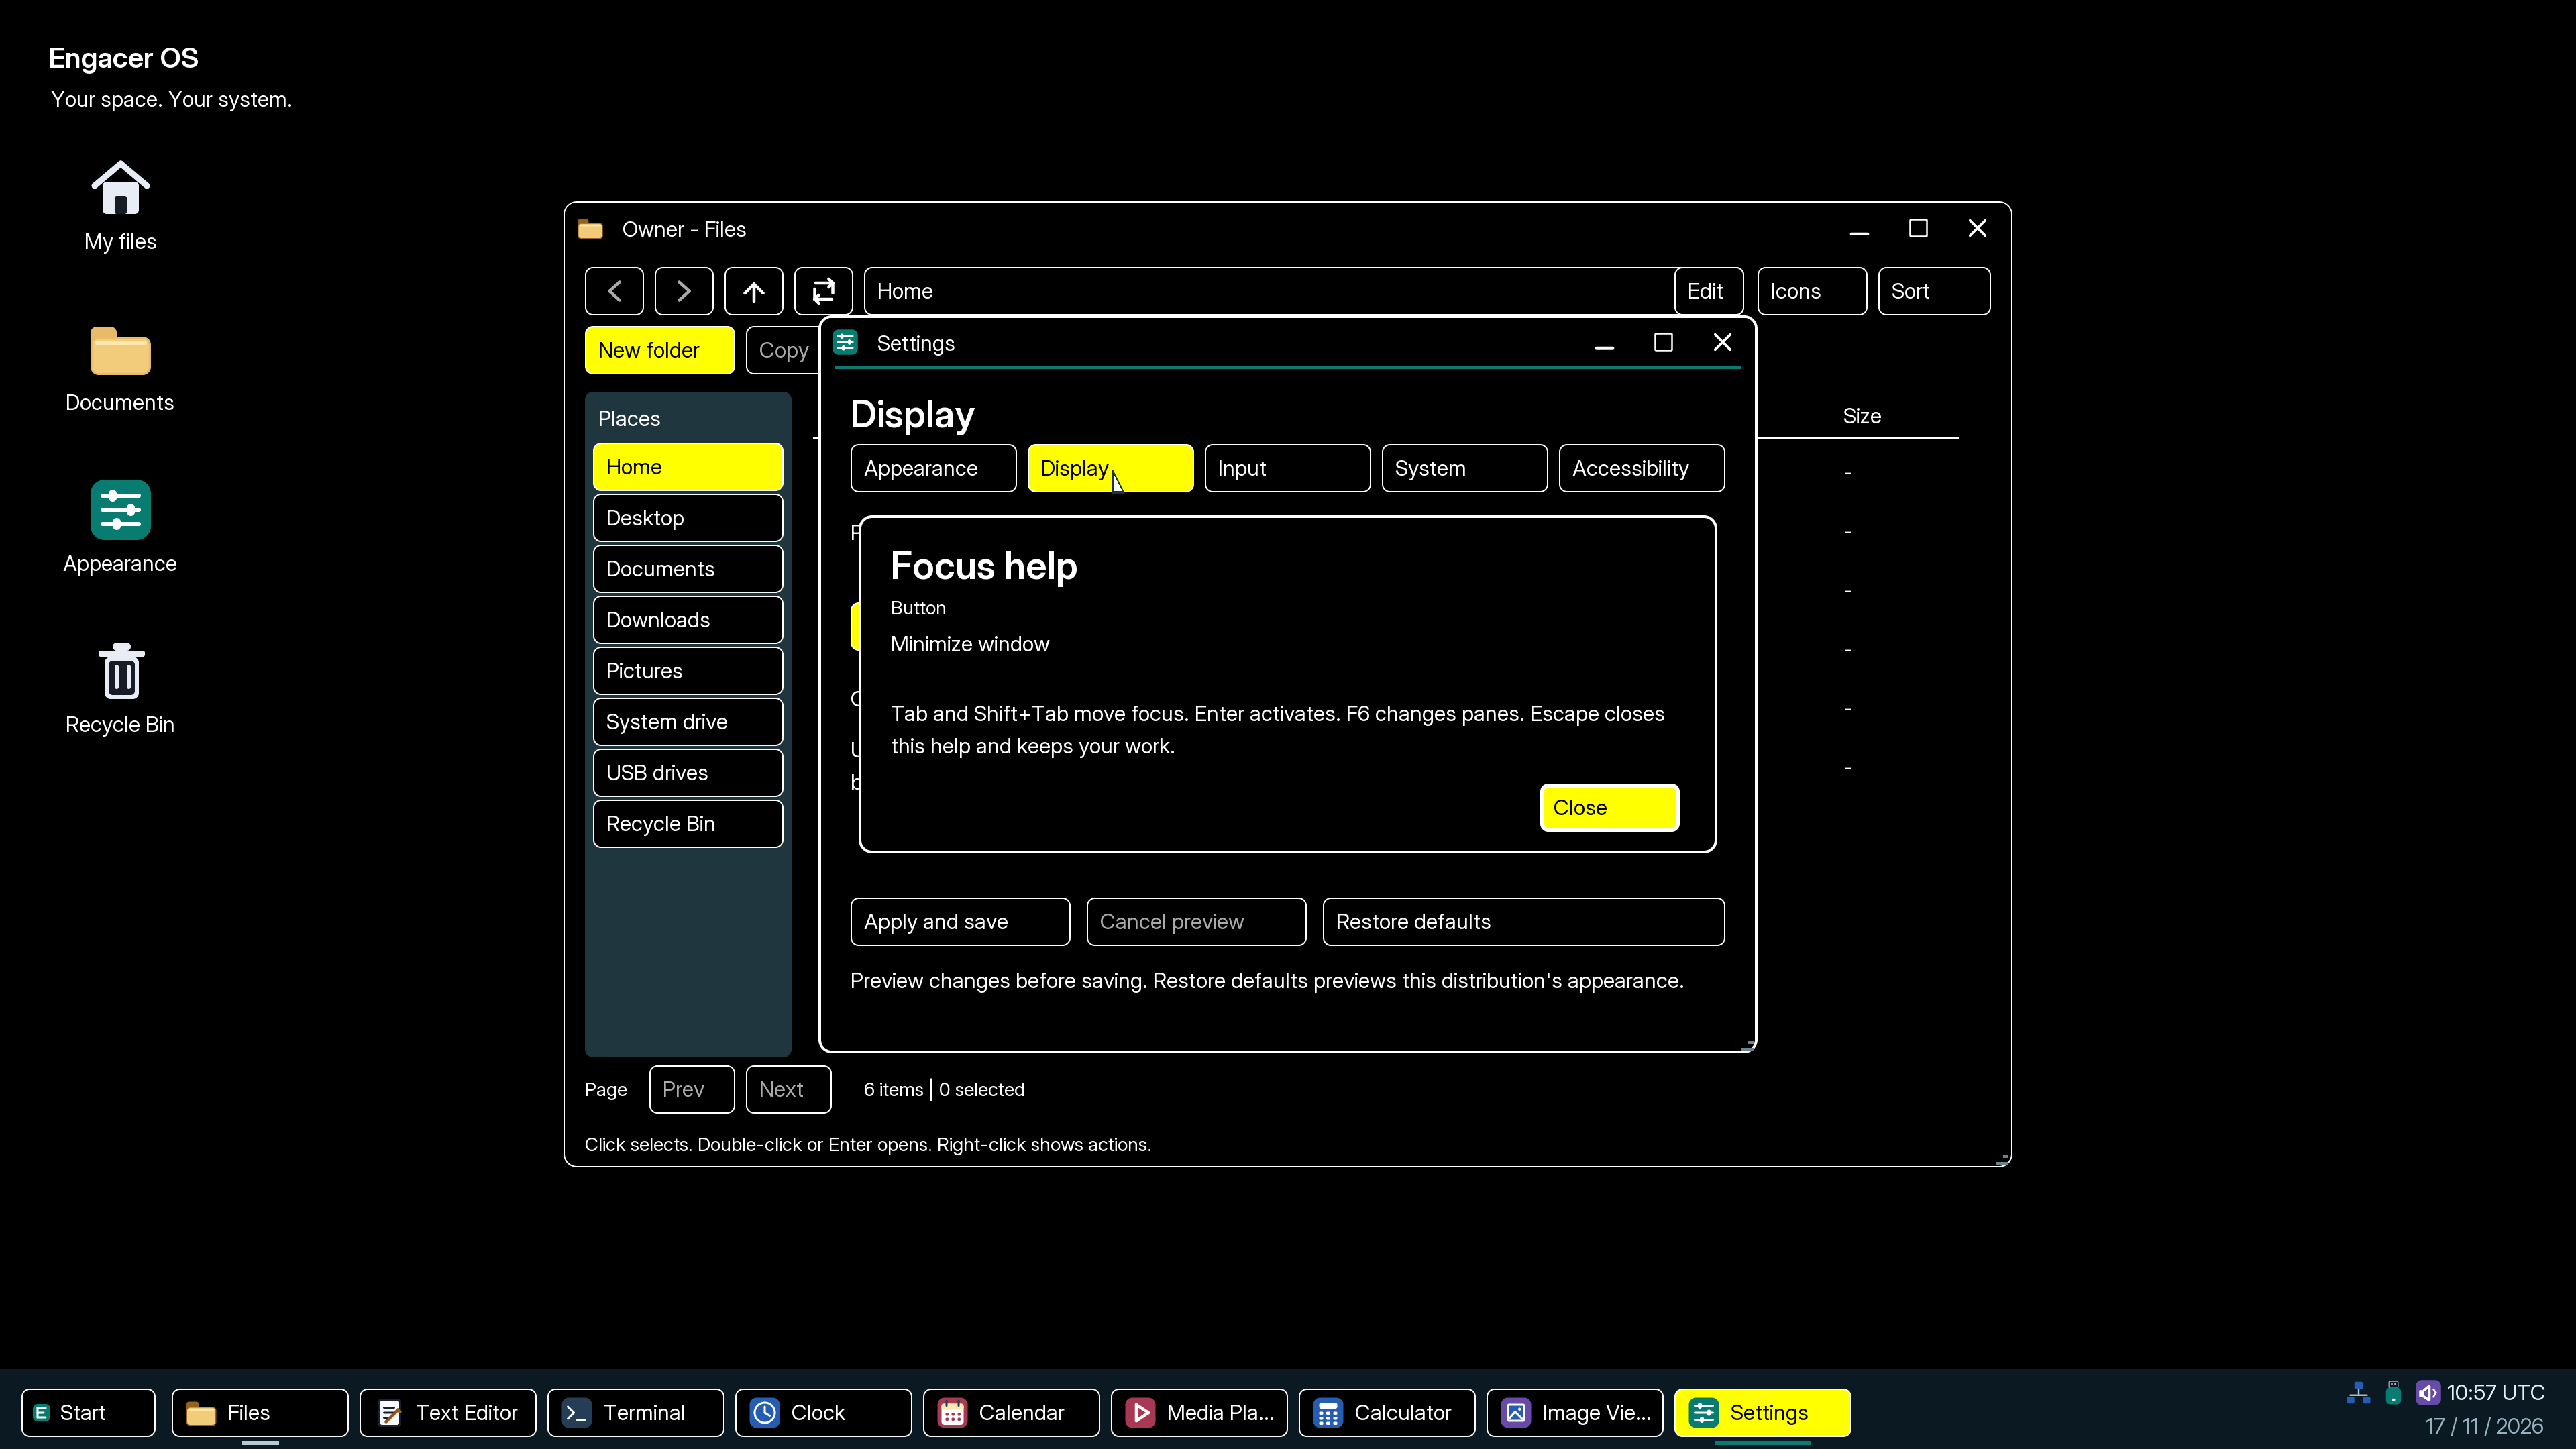 Engacer OS
Your space. Your system.
My files
Documents
Appearance
Recycle Bin
Owner - Files
Home
Edit
Icons
Sort
New folder
Copy
Places
Home
Desktop
Documents
Downloads
Pictures
System drive
USB drives
Recycle Bin
Size
-
-
-
-
-
-
Settings
Display
Appearance
Display
Input
System
Accessibility
Focus help
Button
Minimize window
Tab and Shift+Tab move focus. Enter activates. F6 changes panes. Escape closes
this help and keeps your work.
Close
Apply and save
Cancel preview
Restore defaults
Preview changes before saving. Restore defaults previews this distribution's appearance.
Page
Prev
Next
6 items | 0 selected
Click selects. Double-click or Enter opens. Right-click shows actions.
Start
Files
Text Editor
Terminal
Clock
Calendar
Media Pla...
Calculator
Image Vie...
Settings
10:57 UTC
17 / 11 / 2026